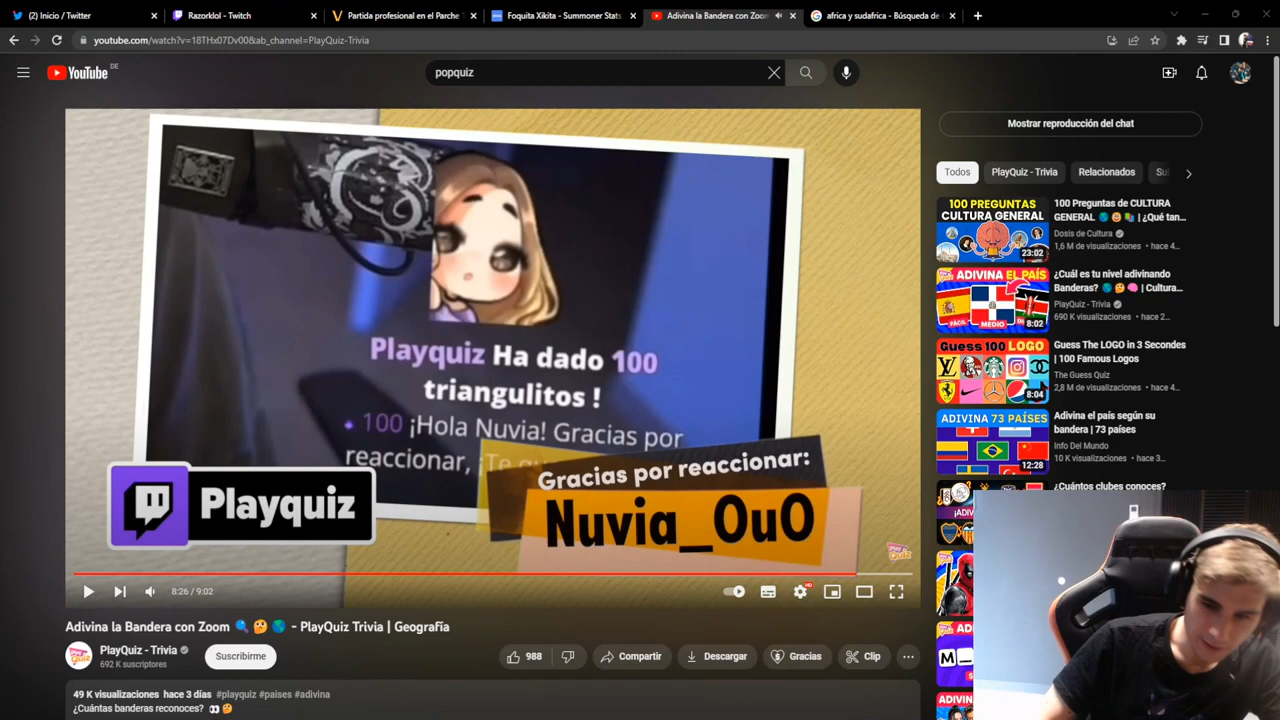 Inicio / Twitter
Razorklol - Twitch
Partida profesional en el Parche 1
Foquita Xikita - Summoner Stats
Adivina la Bandera con Zoom
africa y sudafrica - Búsqueda de
youtube.com/watch?v=18THx07Dv00&ab_channel=PlayQuiz-Trivia
YouTube DE
popquiz
Mostrar reproducción del chat
Todos
PlayQuiz - Trivia
Relacionados
Playquiz Ha dado 100
triangulitos !
100 ¡Hola Nuvia! Gracias por
reaccionar,
Gracias por reaccionar:
Nuvia_OuO
Playquiz
Play Quiz
8:26 / 9:02
HD
Adivina la Bandera con Zoom 🔍 🤔 🌎 - PlayQuiz Trivia | Geografía
PlayQuiz - Trivia
692 K suscriptores
Suscribirme
988
Compartir
Descargar
Gracias
Clip
49 K visualizaciones hace 3 días #playquiz #paises #adivina
¿Cuántas banderas reconoces? 👀 🤔
100 PREGUNTAS
CULTURA GENERAL
23:02
100 Preguntas de CULTURA
GENERAL 🌎 | ¿Qué tan...
Dosis de Cultura
1,6 M de visualizaciones • hace 4...
ADIVINA EL PAÍS
FÁCIL
MEDIO
8:02
¿Cuál es tu nivel adivinando
Banderas? 🌎 🤔 🧠 | Cultura...
PlayQuiz - Trivia
690 K visualizaciones • hace 2...
Guess 100 LOGO
8:04
Guess The LOGO in 3 Secondes
| 100 Famous Logos
The Guess Quiz
2,8 M de visualizaciones • hace 4...
ADIVINA 73 PAÍSES
12:28
Adivina el país según su
bandera | 73 países
Info Del Mundo
10 K visualizaciones • hace 3...
¿Cuántos clubes conoces?